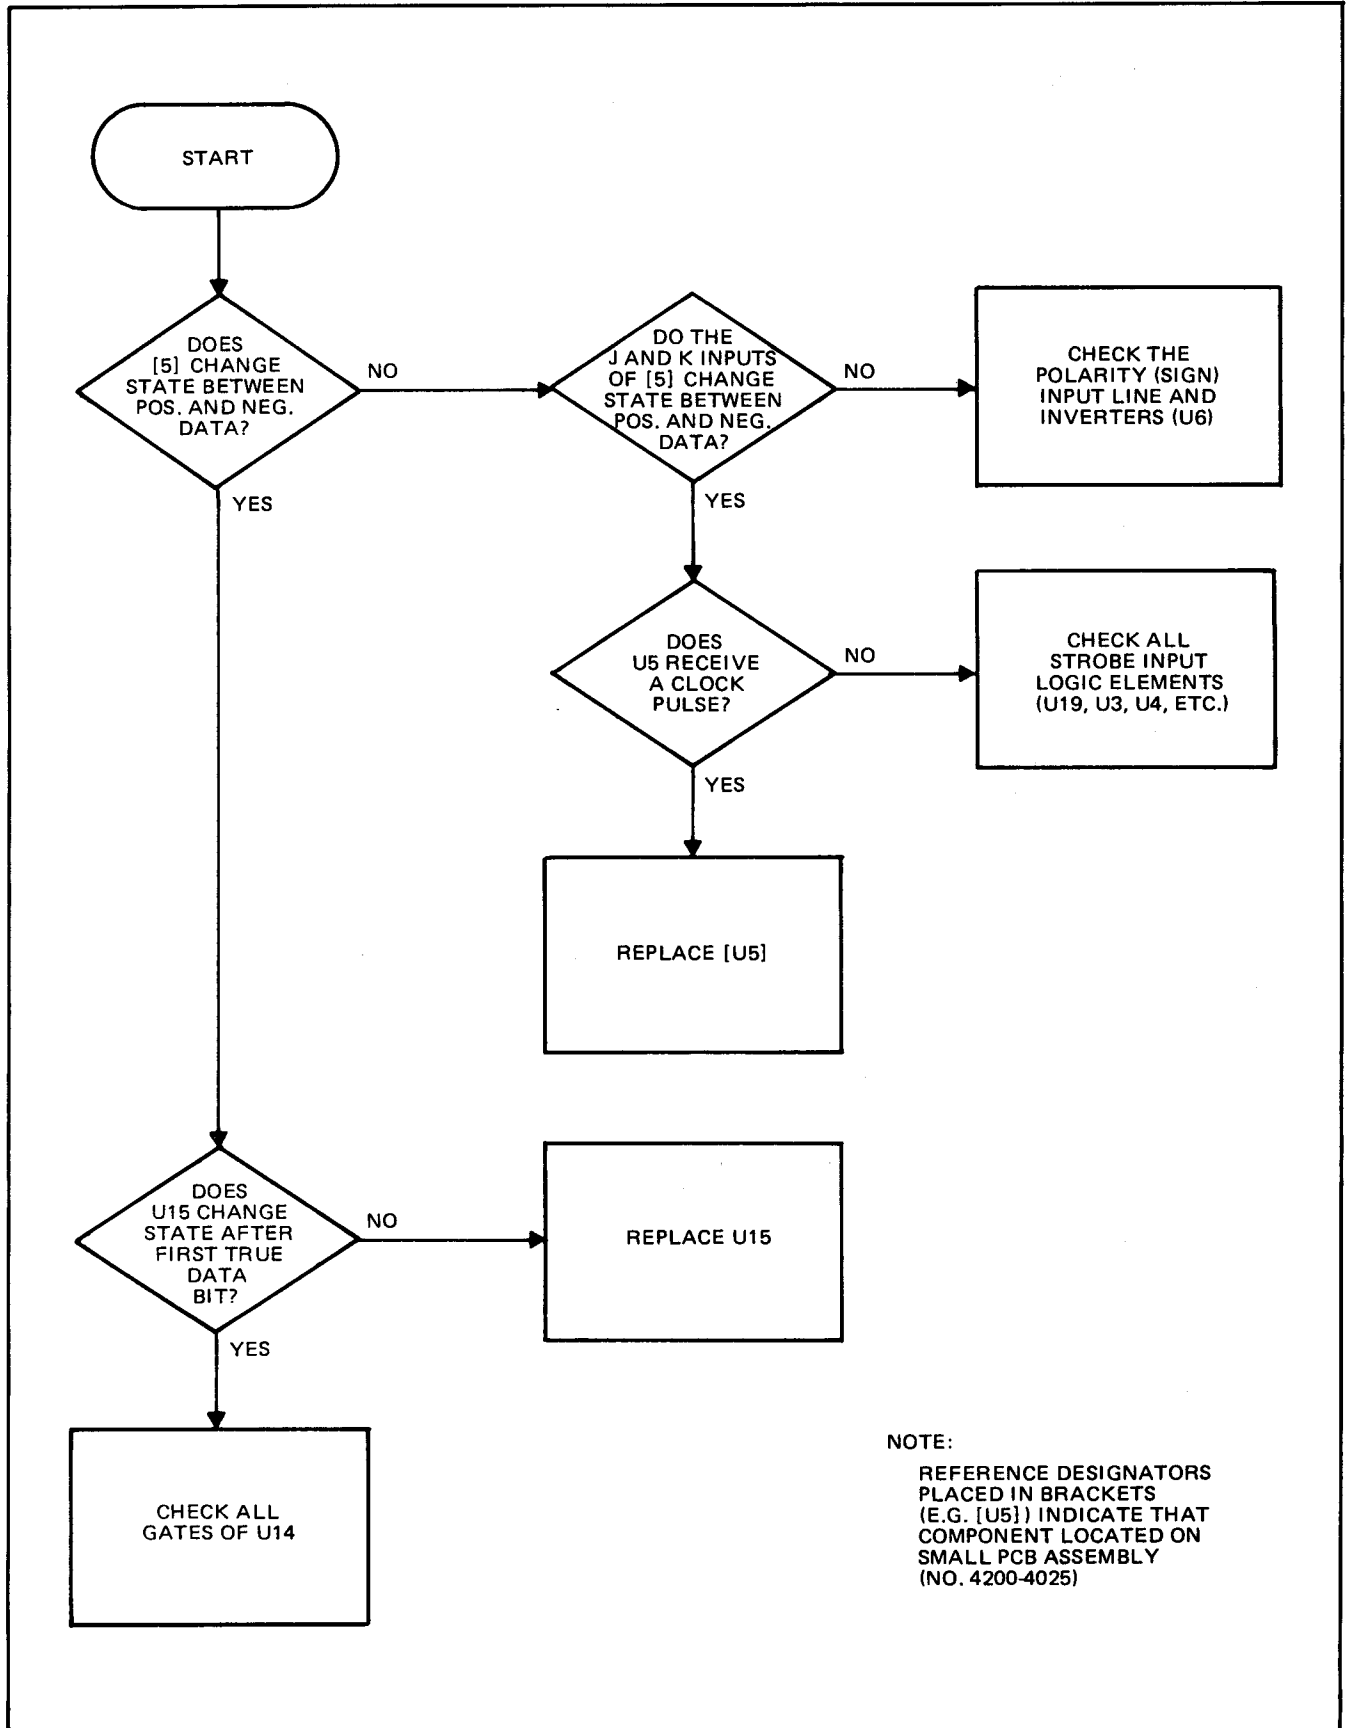 START
DOES
[5] CHANGE
STATE BETWEEN
POS. AND NEG.
DATA?
NO
YES
DO THE
J AND K INPUTS
OF [5] CHANGE
STATE BETWEEN
POS. AND NEG.
DATA?
NO
YES
CHECK THE
POLARITY (SIGN)
INPUT LINE AND
INVERTERS (U6)
DOES
U5 RECEIVE
A CLOCK
PULSE?
NO
YES
CHECK ALL
STROBE INPUT
LOGIC ELEMENTS
(U19, U3, U4, ETC.)
REPLACE [U5]
DOES
U15 CHANGE
STATE AFTER
FIRST TRUE
DATA
BIT?
NO
YES
REPLACE U15
CHECK ALL
GATES OF U14
NOTE:
REFERENCE DESIGNATORS
PLACED IN BRACKETS
(E.G. [U5]) INDICATE THAT
COMPONENT LOCATED ON
SMALL PCB ASSEMBLY
(NO. 4200-4025)